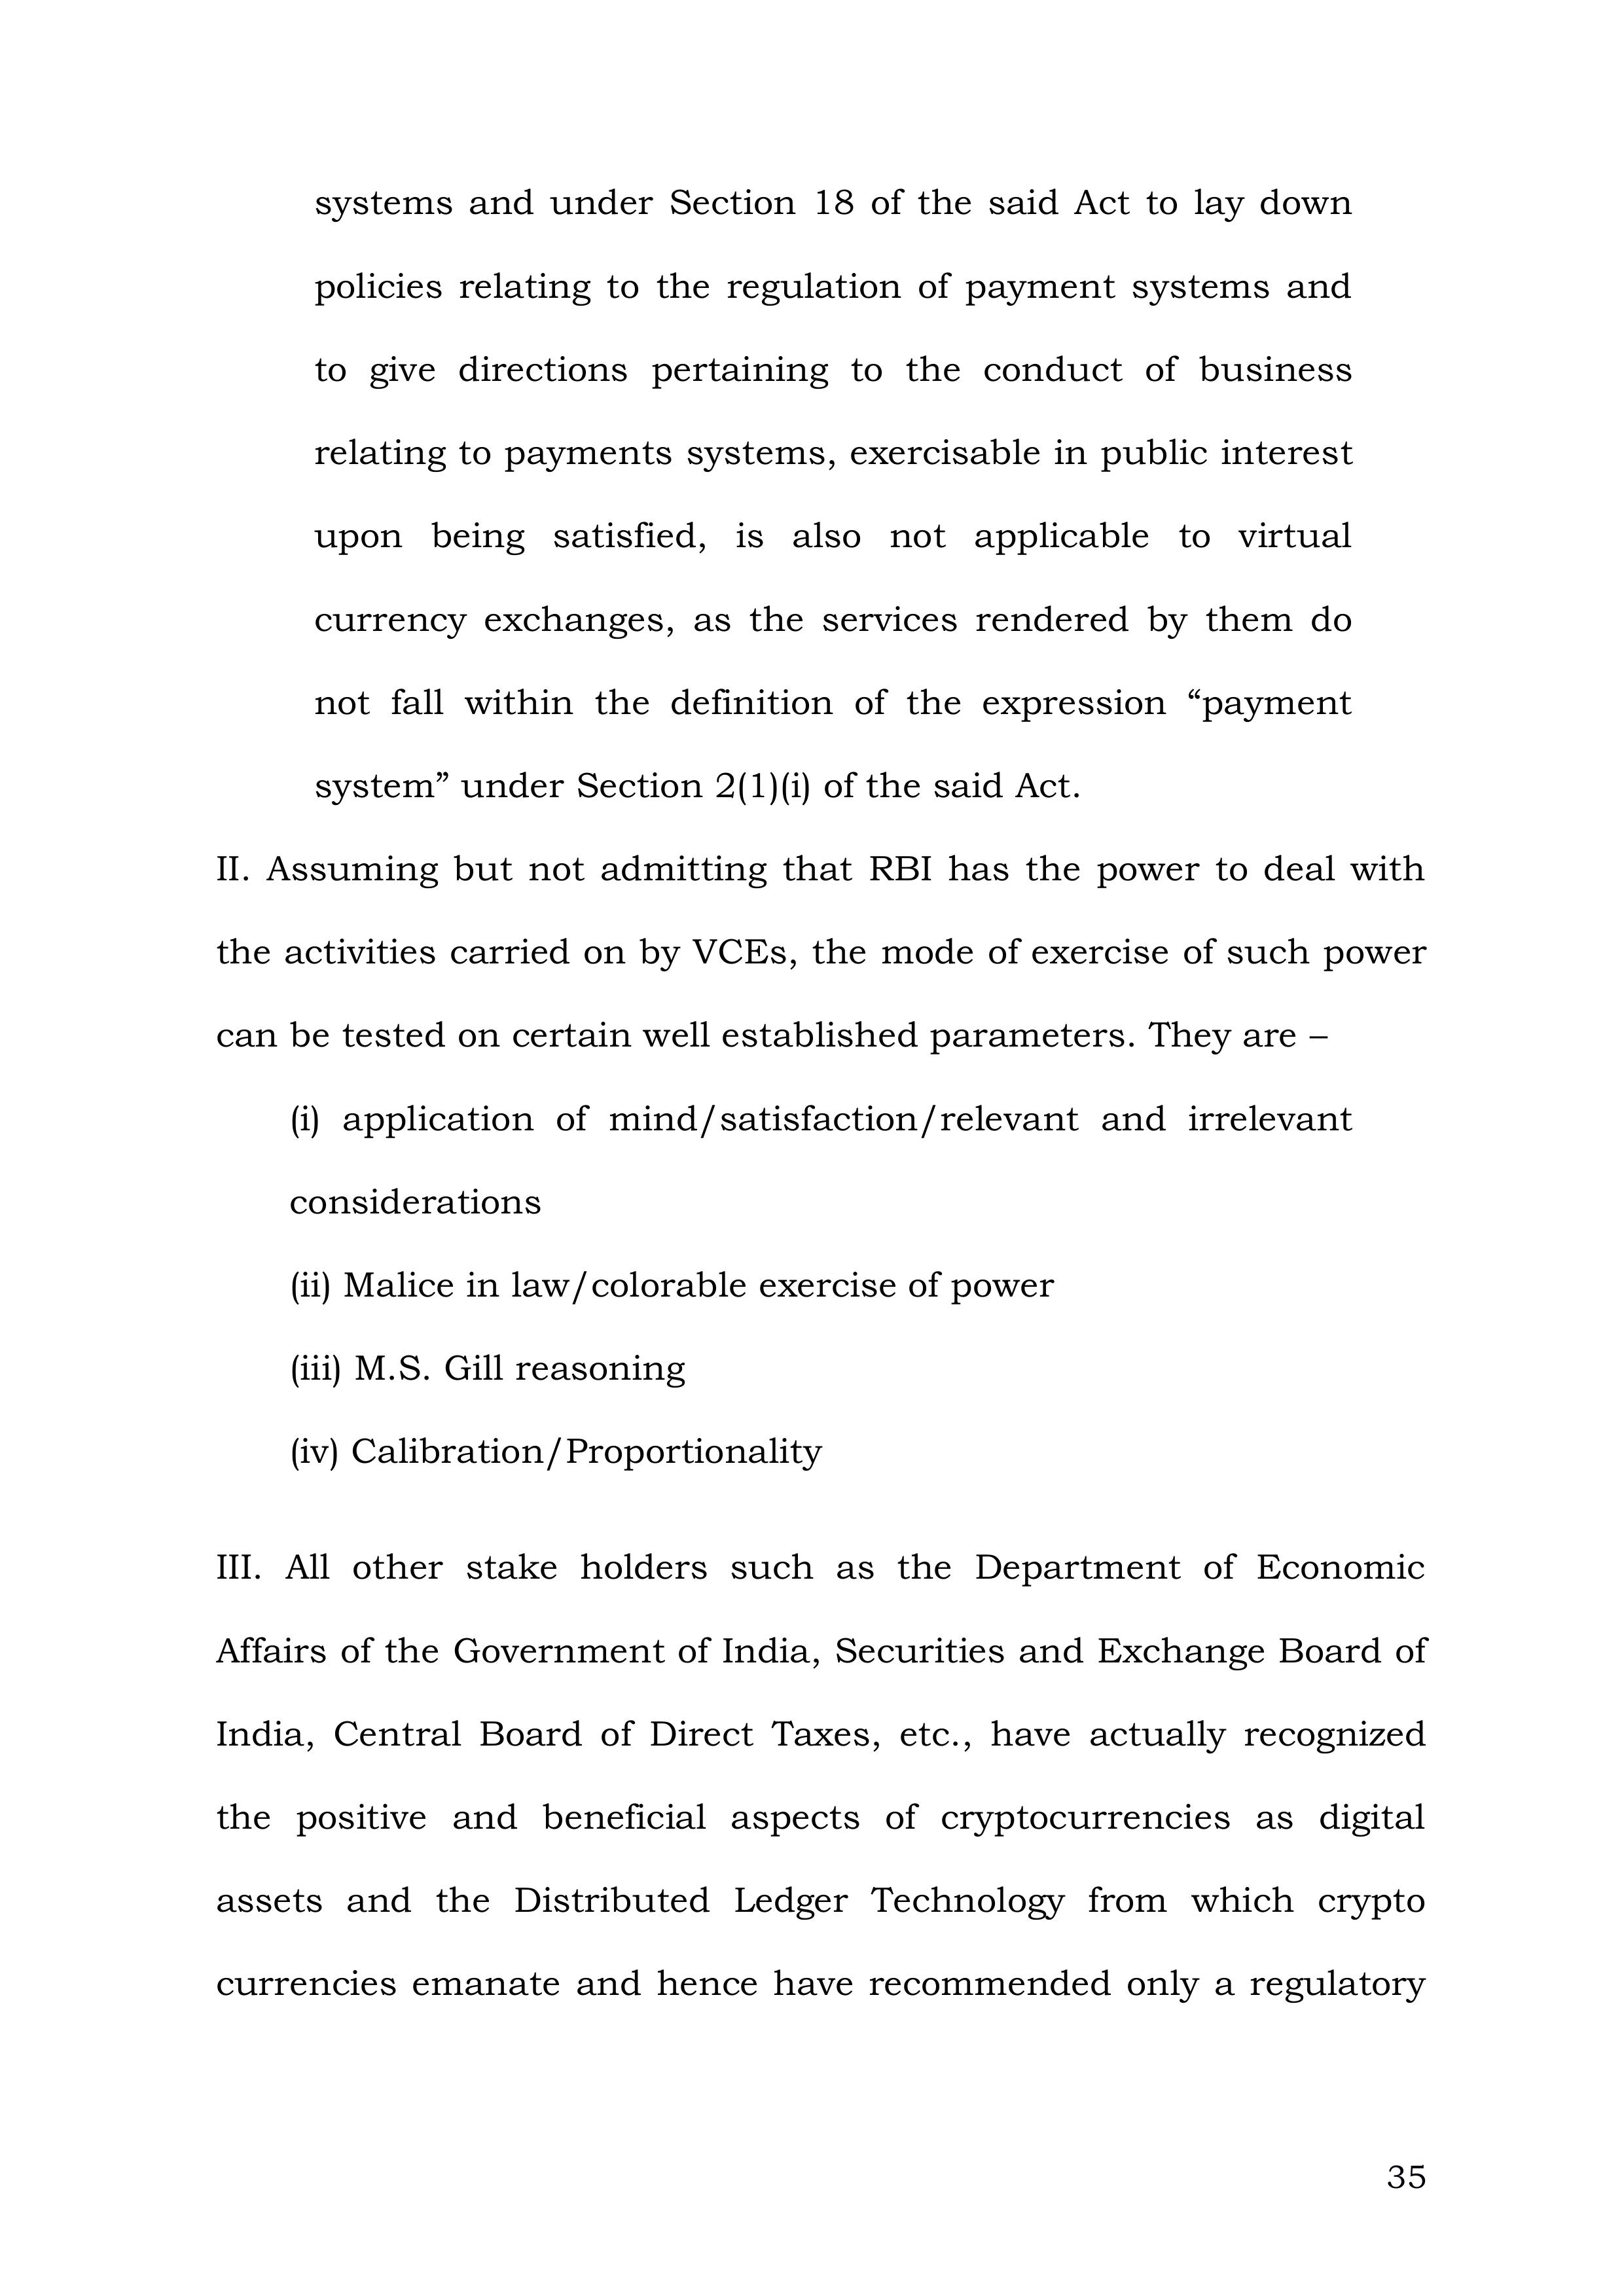 systems and under Section 18 of the said Act to lay down
policies relating to the regulation of payment systems and
to give directions pertaining to the conduct of business
relating to payments systems, exercisable in public interest
upon being satisfied, is also not applicable to virtual
currency exchanges, as the services rendered by them do
not fall within the definition of the expression “payment
system” under Section 2(1)(i) of the said Act.
II. Assuming but not admitting that RBI has the power to deal with
the activities carried on by VCEs, the mode of exercise of such power
can be tested on certain well established parameters. They are –
(i) application of mind/satisfaction/relevant and irrelevant
considerations
(ii) Malice in law/colorable exercise of power
(iii) M.S. Gill reasoning
(iv) Calibration/Proportionality
III. All other stake holders such as the Department of Economic
Affairs of the Government of India, Securities and Exchange Board of
India, Central Board of Direct Taxes, etc., have actually recognized
the positive and beneficial aspects of cryptocurrencies as digital
assets and the Distributed Ledger Technology from which crypto
currencies emanate and hence have recommended only a regulatory
35